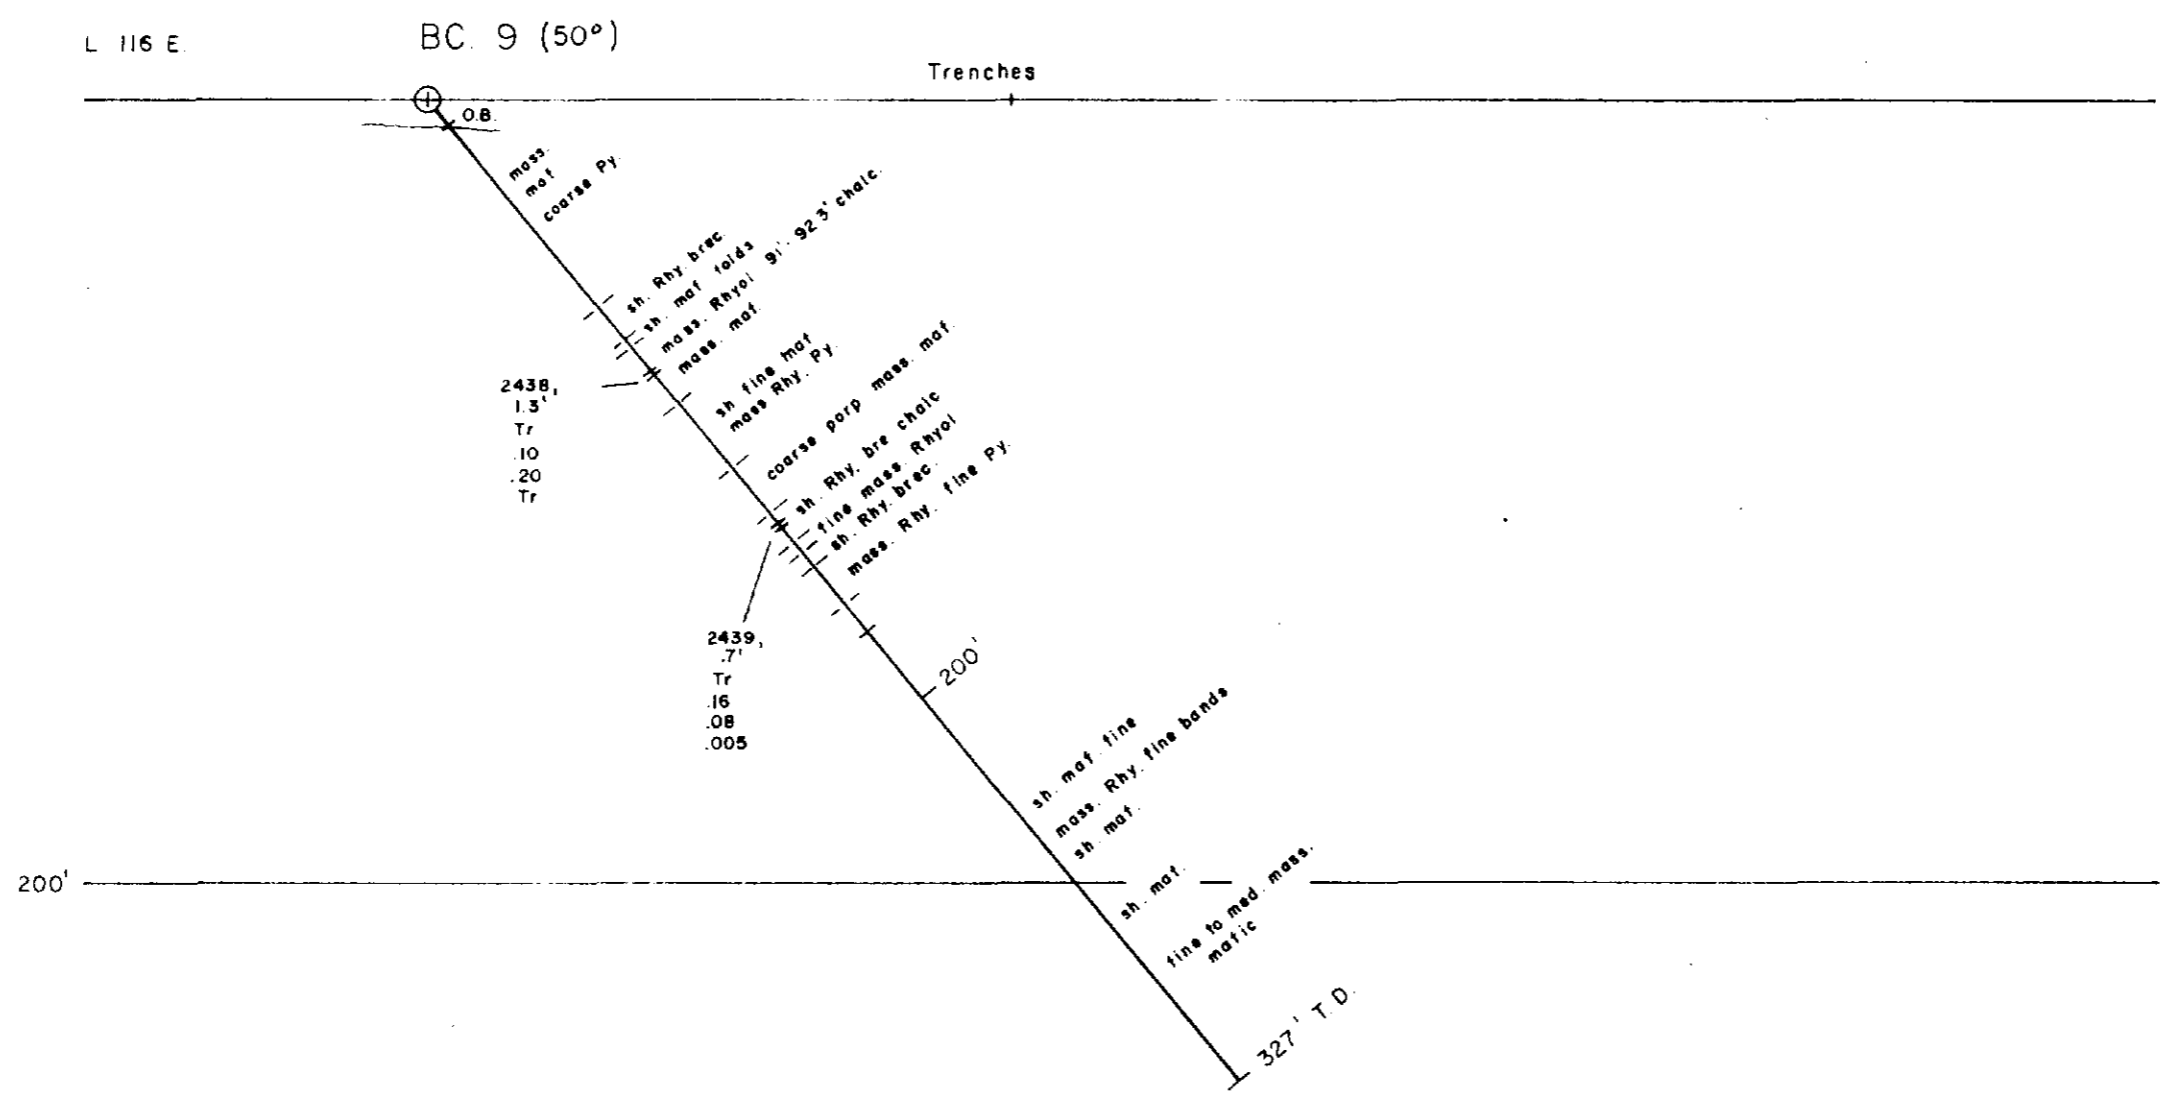 L 116 E.
BC. 9 (50°)
Trenches
O.B.
mass.
maf
coarse Py.
sh. Rhy. brec.
sh. maf folds
mass. Rhyol 91'- 92.3' chalc.
mass. maf.
sh fine maf
mass Rhy. Py.
coarse porp mass. maf.
sh. Rhy. bre chalc
fine mass. Rhyol
sh. Rhy. brec.
mass. Rhy. fine Py.
2438,
1.3',
Tr
.10
.20
Tr
2439,
.7'
Tr
.16
.08
.005
200'
sh. maf. fine
mass. Rhy. fine bands
sh. maf.
200'
sh. maf.
fine to med. mass.
mafic
327' T.D.